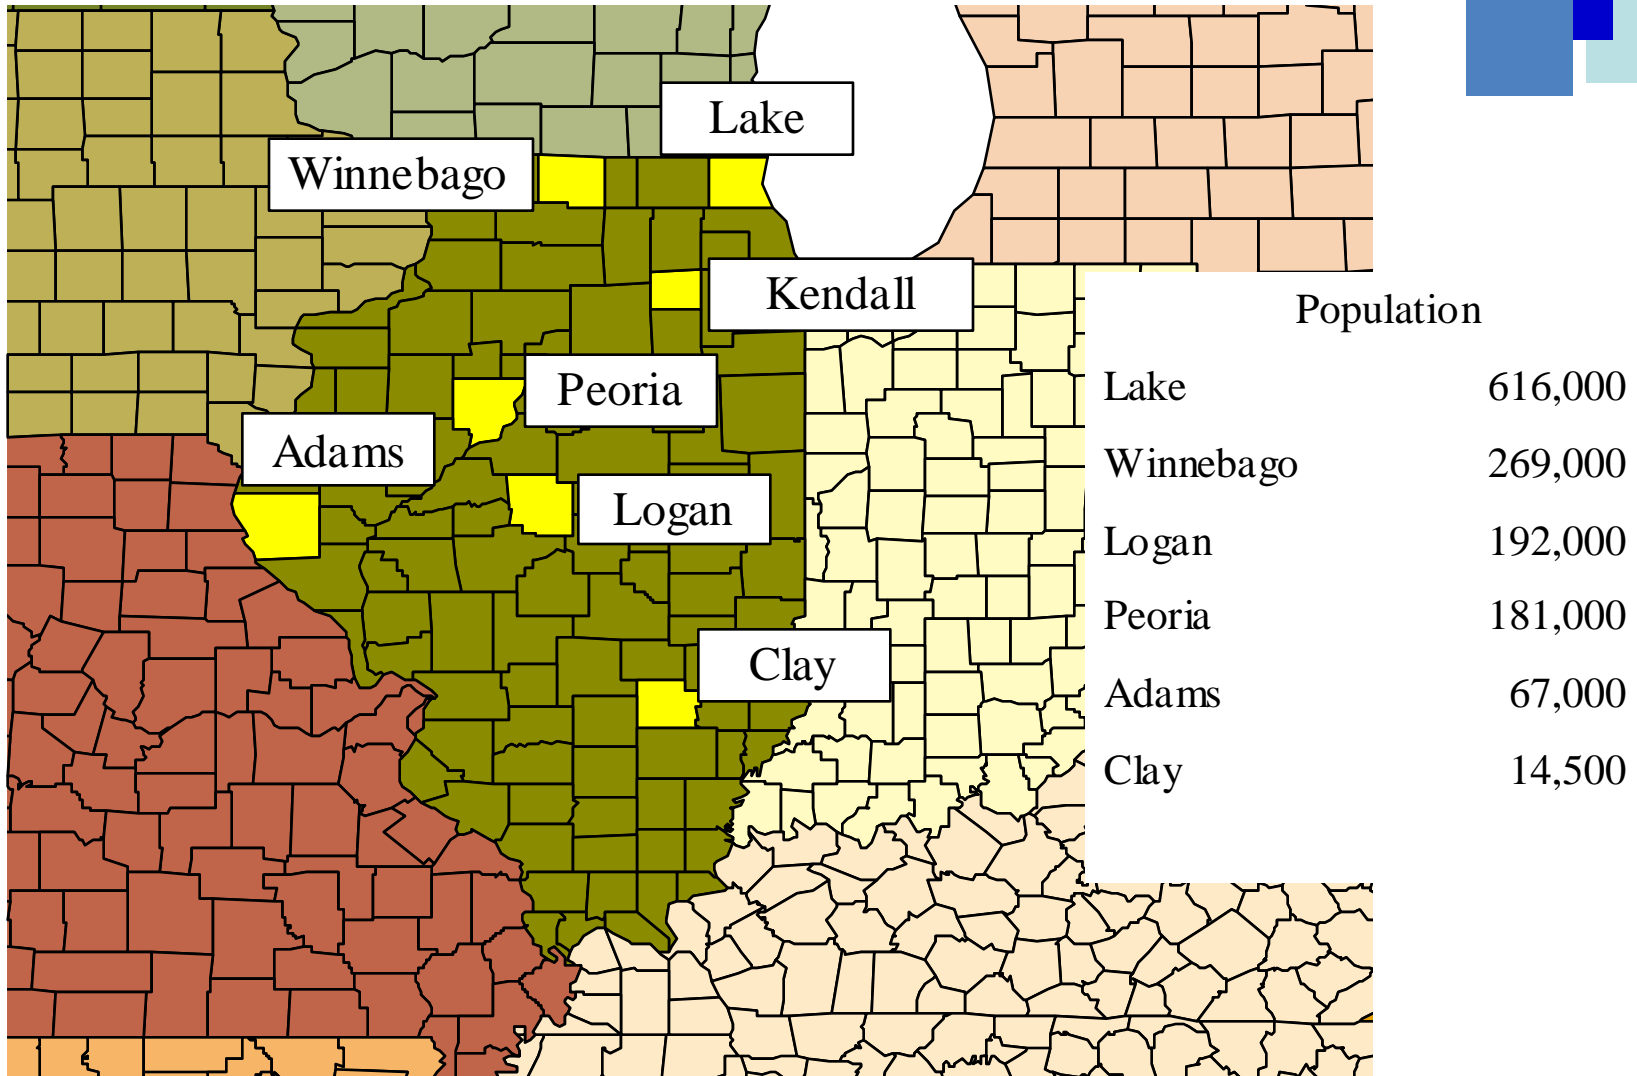 Lake
Winnebago
Kendall
Peoria
Adams
Logan
Clay
Population
Lake 616,000
Winnebago 269,000
Logan 192,000
Peoria 181,000
Adams 67,000
Clay 14,500